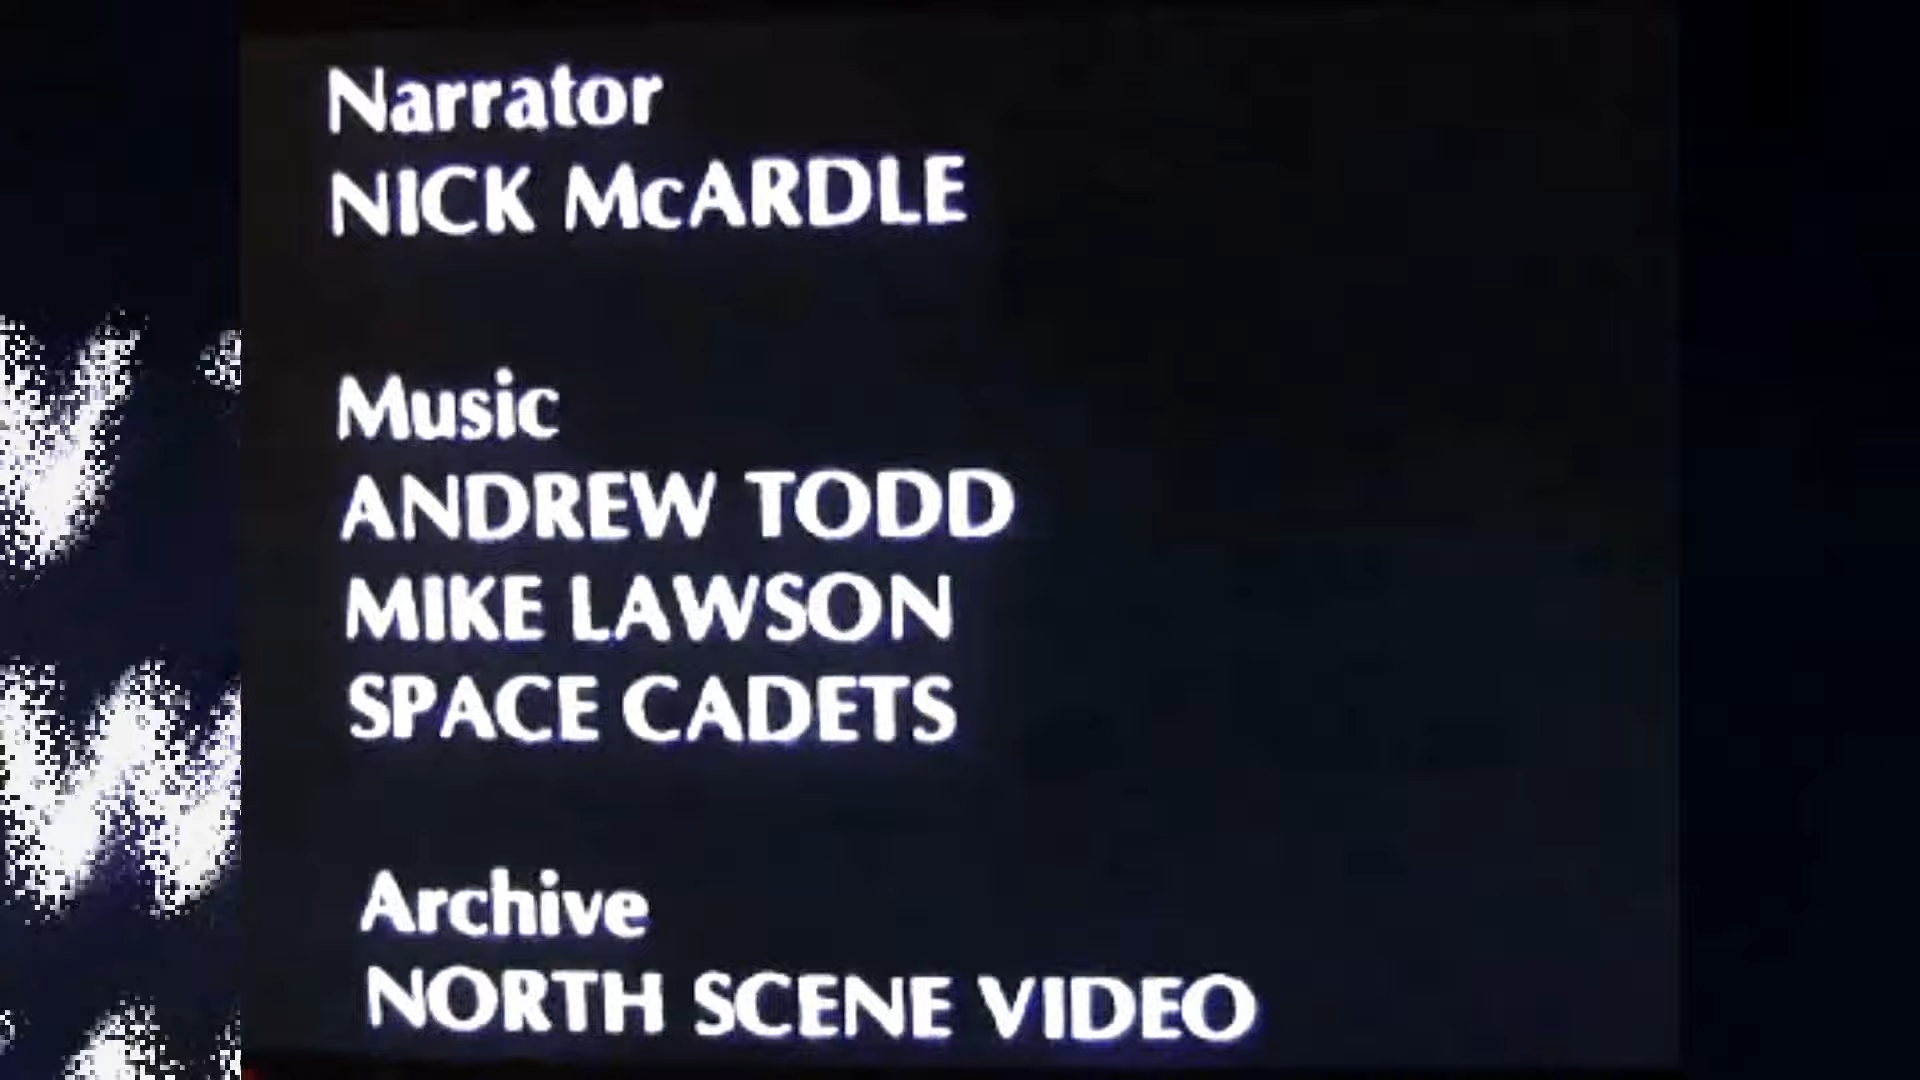 Narrator
NICK McARDLE
Music
ANDREW TODD
MIKE LAWSON
SPACE CADETS
Archive
NORTH SCENE VIDEO